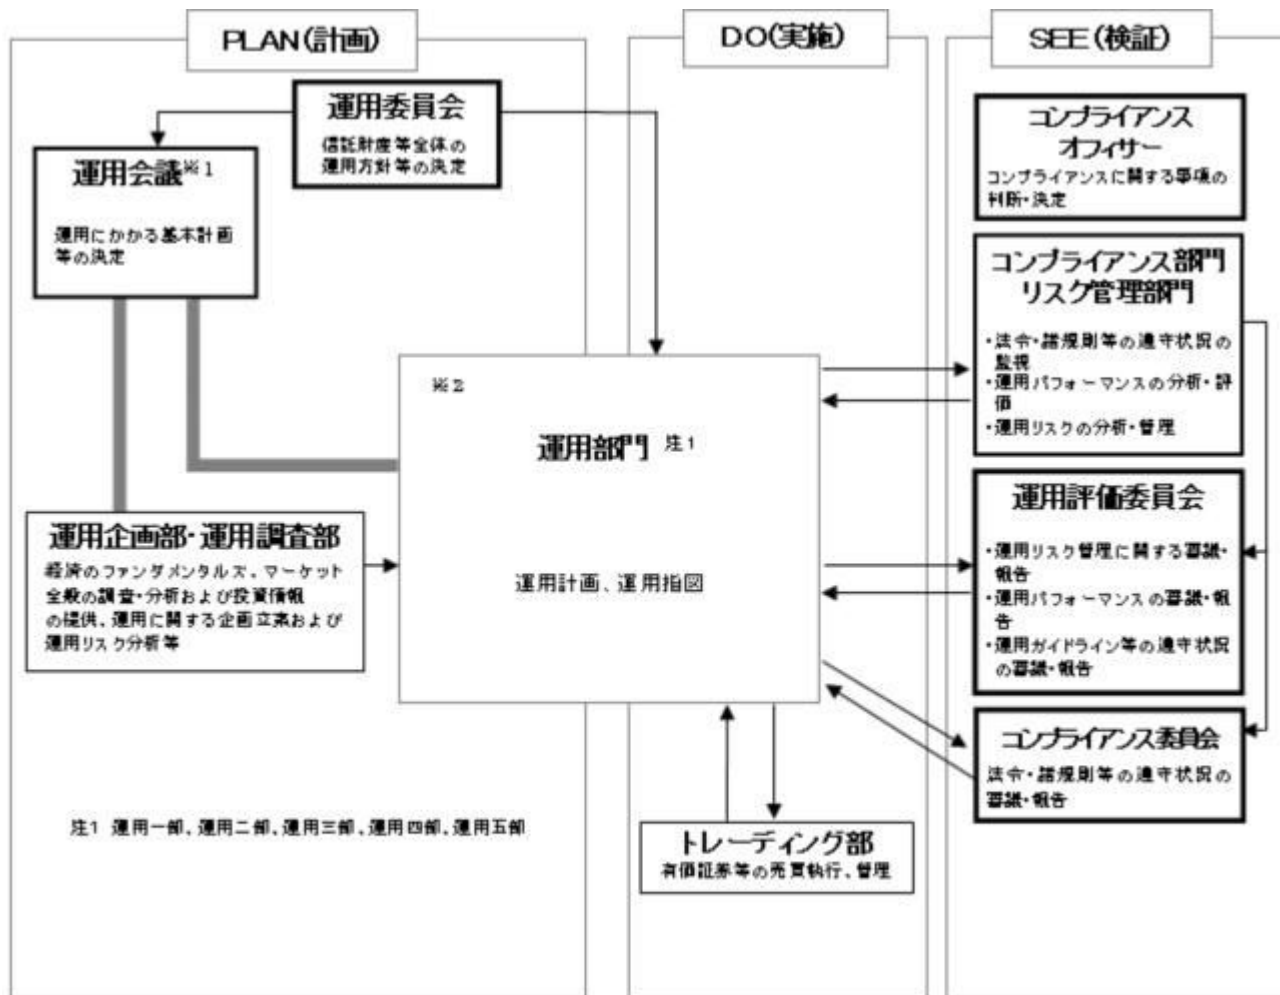 PLAN(計画)
運用委員会
信託財産等全体の
運用方針等の決定
運用会議※1
運用にかかる基本計画
等の決定
運用企画部・運用調査部
経済のファンダメンタルズ、マーケット
全般の調査・分析および投資情報
の提供、運用に関する企画立案および
運用リスク分析等
注1 運用一部、運用二部、運用三部、運用四部、運用五部
DO(実施)
※2
運用部門 注1
運用計画、運用指図
トレーディング部
有価証券等の売買執行、管理
SEE(検証)
コンプライアンス
オフィサー
コンプライアンスに関する事項の
判断・決定
コンプライアンス部門
リスク管理部門
・法令・諸規則等の遵守状況の
監視
・運用パフォーマンスの分析・評
価
・運用リスクの分析・管理
運用評価委員会
・運用リスク管理に関する審議・
報告
・運用パフォーマンスの審議・報
告
・運用ガイドライン等の遵守状況
の審議・報告
コンプライアンス委員会
法令・諸規則等の遵守状況の
審議・報告